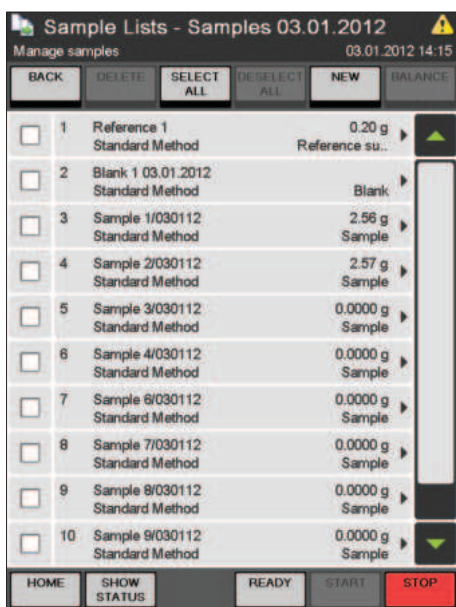 Sample Lists - Samples 03.01.2012
Manage samples 03.01.2012 14:15
BACK DELETE SELECT ALL DESELECT ALL NEW BALANCE
1 Reference 1 0.20 g
Standard Method Reference su..
2 Blank 1 03.01.2012
Standard Method Blank
3 Sample 1/030112 2.56 g
Standard Method Sample
4 Sample 2/030112 2.57 g
Standard Method Sample
5 Sample 3/030112 0.0000 g
Standard Method Sample
6 Sample 4/030112 0.0000 g
Standard Method Sample
7 Sample 6/030112 0.0000 g
Standard Method Sample
8 Sample 7/030112 0.0000 g
Standard Method Sample
9 Sample 8/030112 0.0000 g
Standard Method Sample
10 Sample 9/030112 0.0000 g
Standard Method Sample
HOME SHOW STATUS READY START STOP